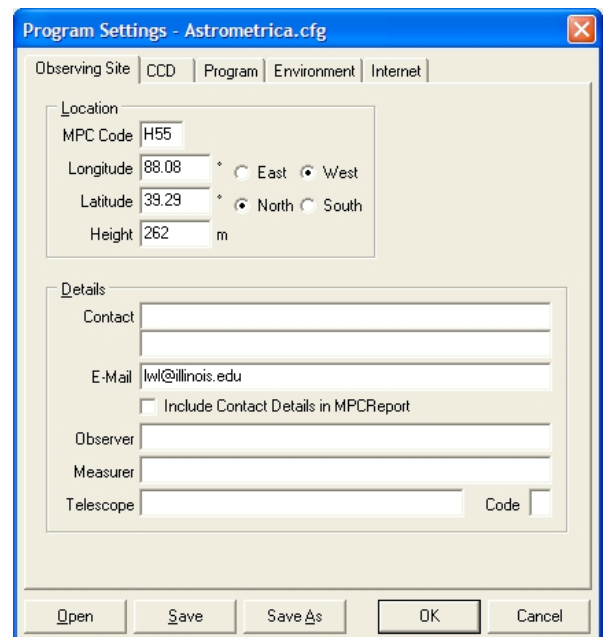 Program Settings - Astrometrica.cfg
Observing Site CCD Program Environment Internet
Location
MPC Code H55
Longitude 88.08 ° East West
Latitude 39.29 ° North South
Height 262 m
Details
Contact
E-Mail lwl@illinois.edu
Include Contact Details in MPCReport
Observer
Measurer
Telescope Code
Open Save Save As OK Cancel